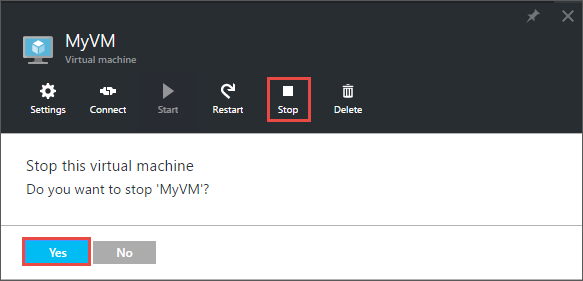 MyVM
Virtual machine
Settings Connect Start Restart Stop Delete
Stop this virtual machine
Do you want to stop 'MyVM'?
Yes No